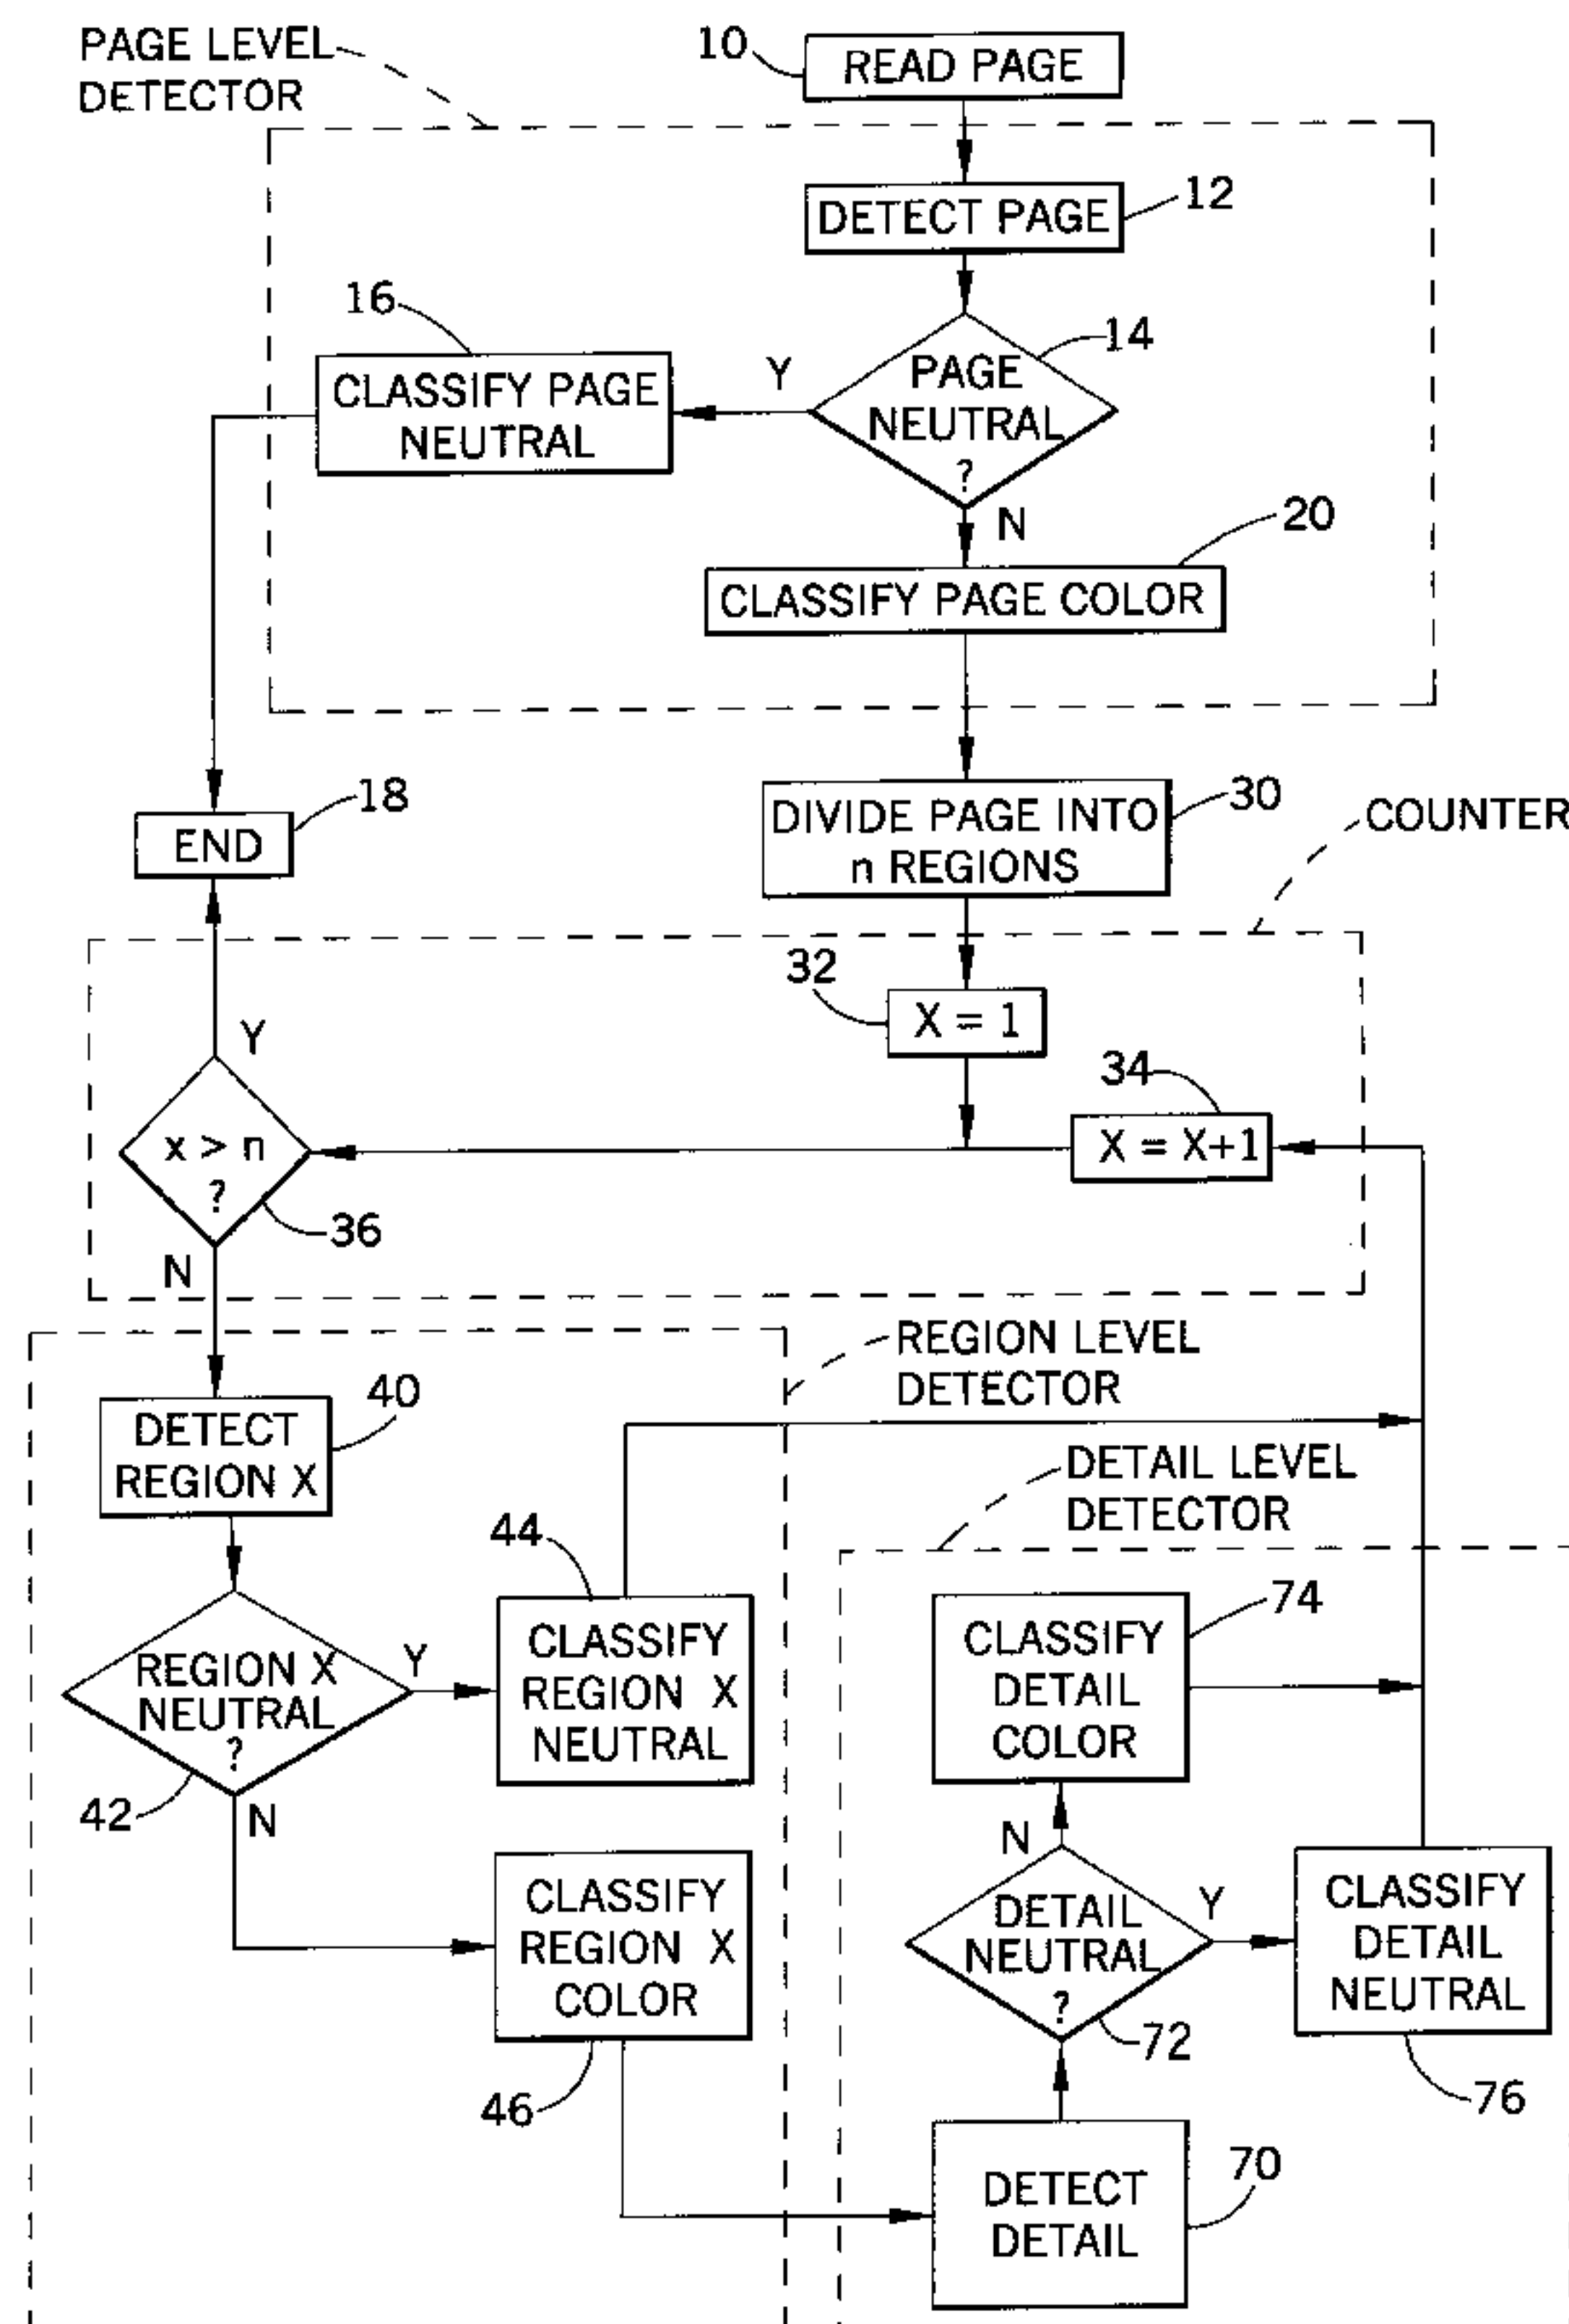 PAGE LEVEL
DETECTOR
10
READ PAGE
DETECT PAGE
12
16
14
CLASSIFY PAGE
NEUTRAL
Y
PAGE
NEUTRAL
?
N
20
CLASSIFY PAGE COLOR
18
END
DIVIDE PAGE INTO
n REGIONS
30
COUNTER
32
X = 1
Y
34
X = X+1
x > n
?
36
N
REGION LEVEL
DETECTOR
40
DETECT
REGION X
DETAIL LEVEL
DETECTOR
44
CLASSIFY
REGION X
NEUTRAL
74
CLASSIFY
DETAIL
COLOR
REGION X
NEUTRAL
?
Y
42
N
CLASSIFY
REGION X
COLOR
46
N
DETAIL
NEUTRAL
?
Y
72
CLASSIFY
DETAIL
NEUTRAL
76
DETECT
DETAIL
70